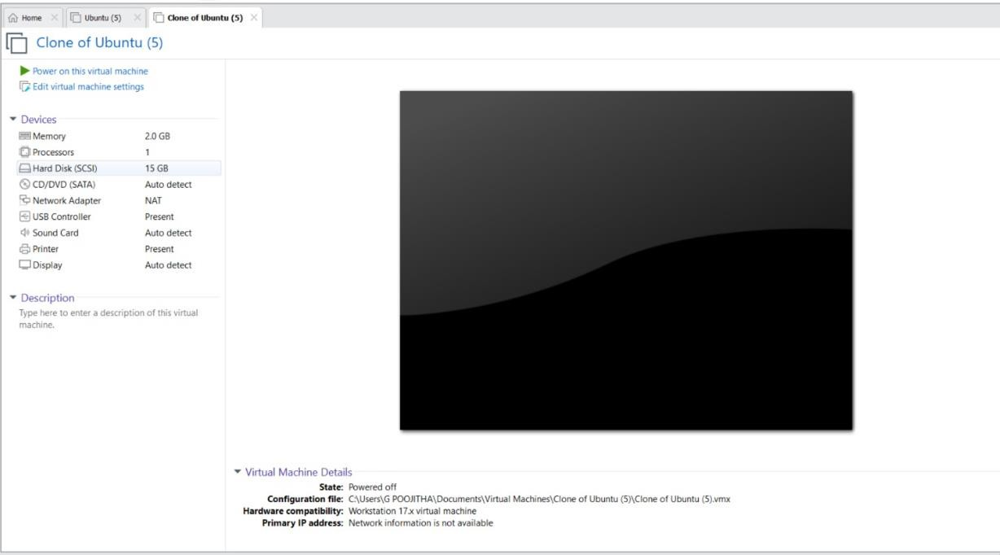 Home
Ubuntu (5)
Clone of Ubuntu (5)
Clone of Ubuntu (5)
Power on this virtual machine
Edit virtual machine settings
Devices
Memory 2.0 GB
Processors 1
Hard Disk (SCSI) 15 GB
CD/DVD (SATA) Auto detect
Network Adapter NAT
USB Controller Present
Sound Card Auto detect
Printer Present
Display Auto detect
Description
Type here to enter a description of this virtual
machine.
Virtual Machine Details
State: Powered off
Configuration file: C:\Users\G POOJITHA\Documents\Virtual Machines\Clone of Ubuntu (5)\Clone of Ubuntu (5).vmx
Hardware compatibility: Workstation 17.x virtual machine
Primary IP address: Network information is not available